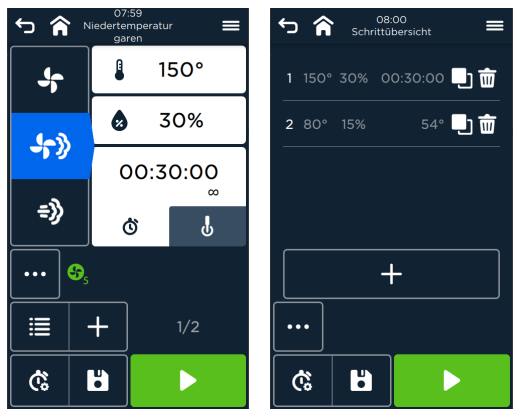 07:59
Niedertemperatur
garen
150°
%
30%
00:30:00
∞
5
1/2
08:00
Schrittübersicht
1 150° 30% 00:30:00
2 80° 15% 54°